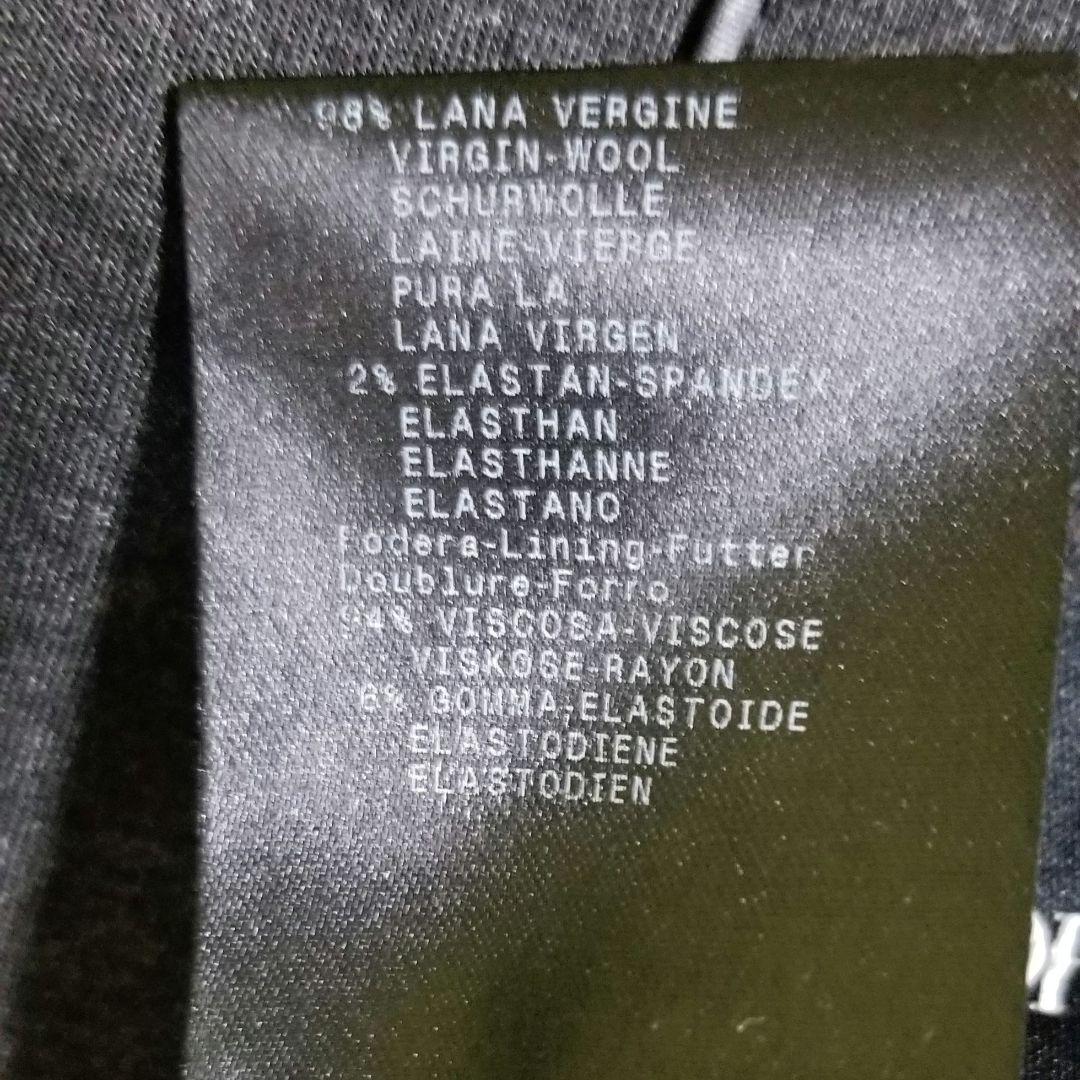 98% LANA VERGINE
VIRGIN-WOOL
SCHURWOLLE
LAINE-VIERGE
PURA LA
LANA VIRGEN
2% ELASTAN-SPANDEX
ELASTHAN
ELASTHANNE
ELASTANO
Fodera-Lining-Futter
Doublure-Forro
94% VISCOSA-VISCOSE
VISKOSE-RAYON
6% GOMMA-ELASTOIDE
ELASTODIENE
ELASTODIEN